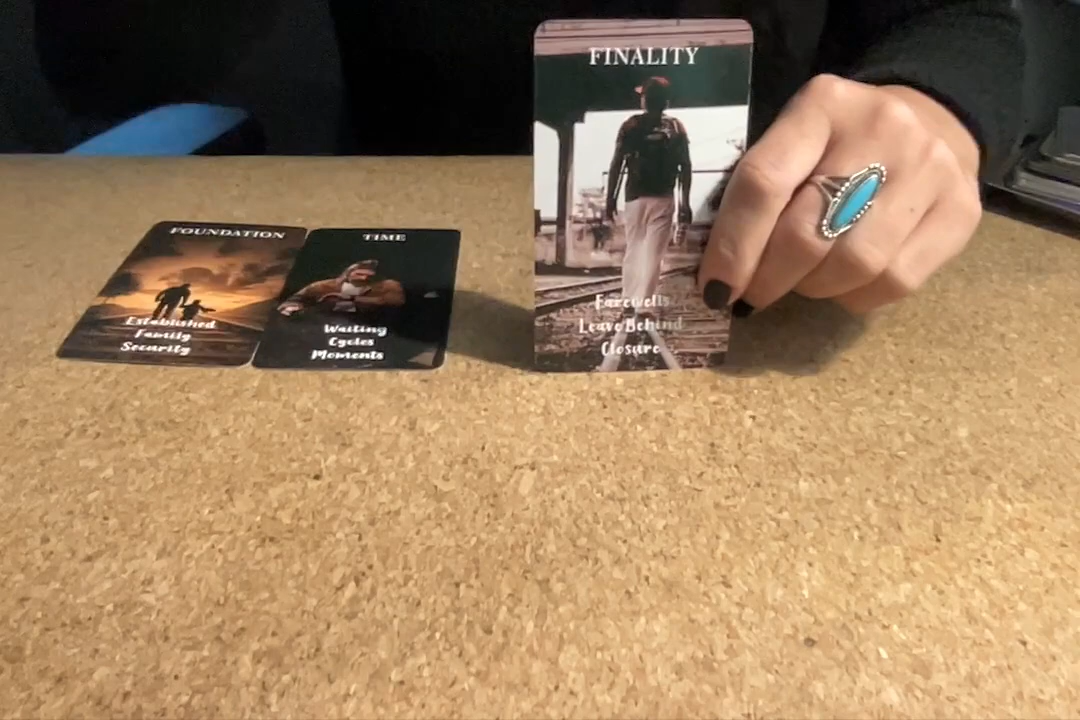 FOUNDATION
Established
Family
Security
TIME
Waiting
Cycles
Moments
FINALITY
Farewells
Leave Behind
Closure